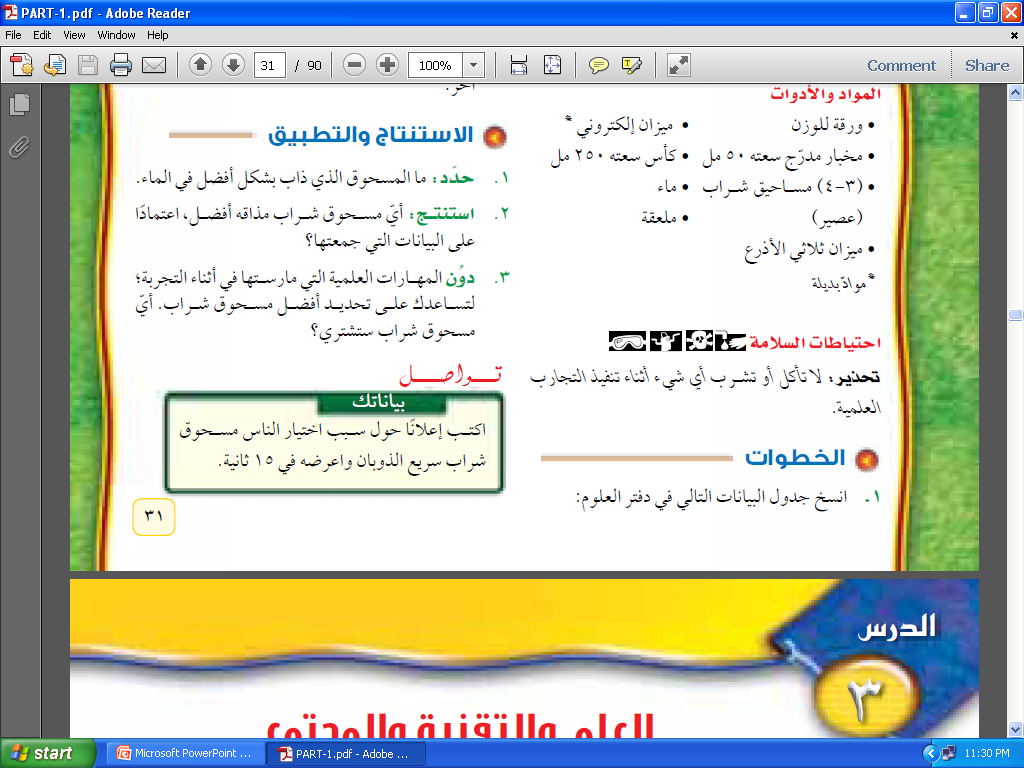 PART-1.pdf - Adobe Reader
File Edit View Window Help
31 / 90 100% Comment Share
المواد والأدوات
• ورقة للوزن
• مخبار مدرّج سعته ٥٠ مل
• (٣-٤) مساحيق شراب
(عصير)
• ميزان ثلاثي الأذرع
*موادّ بديلة
• ميزان إلكتروني *
• كأس سعته ٢٥٠ مل
• ماء
• ملعقة
احتياطات السلامة
تحذير: لا تأكل أو تشرب أي شيء أثناء تنفيذ التجارب
العلمية.
الخطوات
١. انسخ جدول البيانات التالي في دفتر العلوم:
آخر.
الاستنتاج والتطبيق
١. حدّد: ما المسحوق الذي ذاب بشكل أفضل في الماء.
٢. استنتج: أيّ مسحوق شراب مذاقه أفضل، اعتمادًا
على البيانات التي جمعتها؟
٣. دوِّن المهارات العلمية التي مارستها في أثناء التجربة؛
لتساعدك على تحديد أفضل مسحوق شراب. أيّ
مسحوق شراب ستشتري؟
تواصل
بياناتك
اكتب إعلانًا حول سبب اختيار الناس مسحوق
شراب سريع الذوبان واعرضه في ١٥ ثانية.
٣١
الدرس
٣
العلم والتقنية والمجتمع
start Microsoft PowerPoint ... PART-1.pdf - Adobe ... 11:30 PM